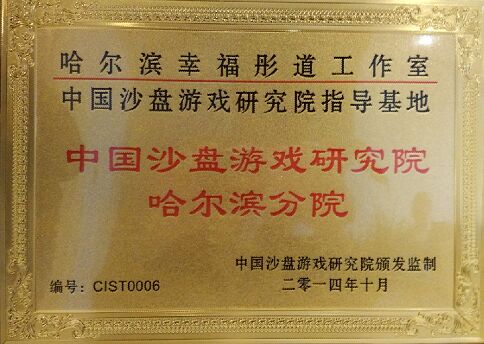 哈尔滨幸福彤道工作室
中国沙盘游戏研究院指导基地
中国沙盘游戏研究院
哈尔滨分院
中国沙盘游戏研究院颁发监制
编号：CIST0006
二零一四年十月